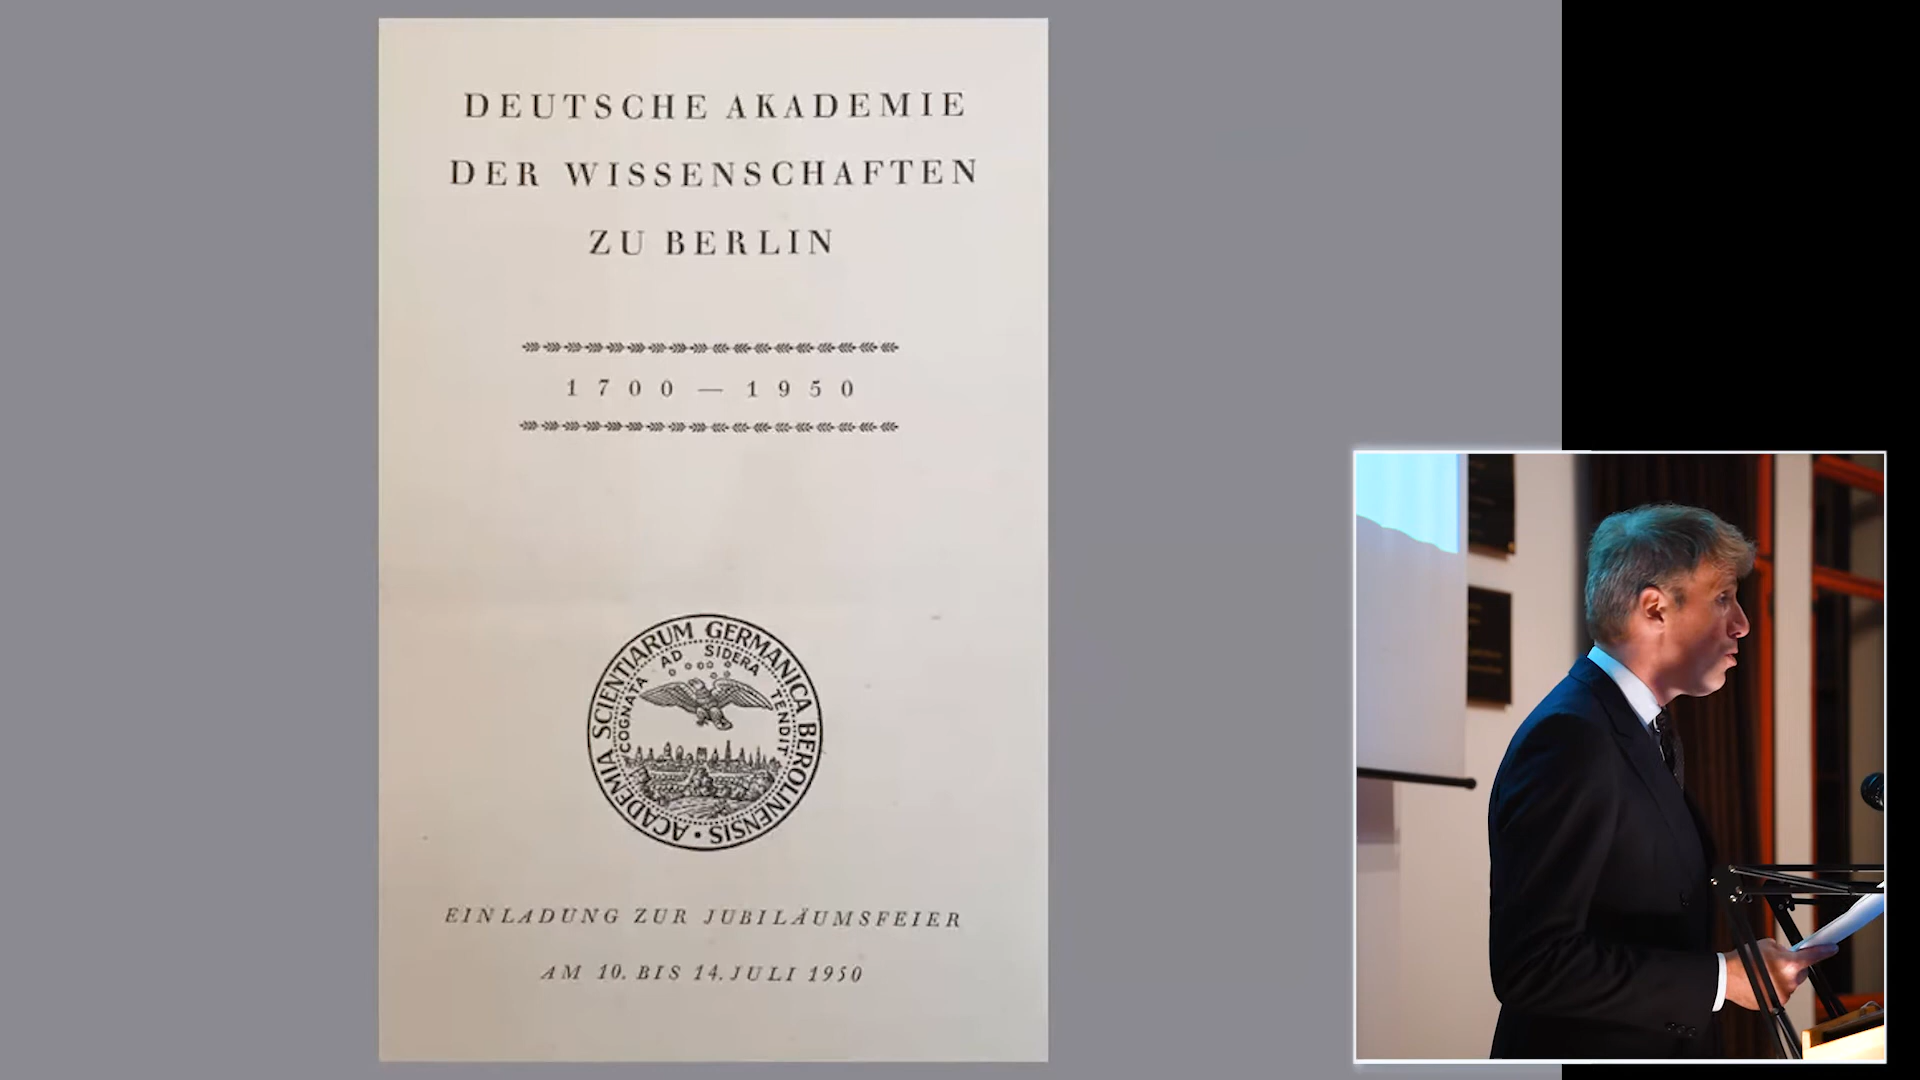 DEUTSCHE AKADEMIE
DER WISSENSCHAFTEN
ZU BERLIN
1700 — 1950
ACADEMIA SCIENTIARUM GERMANICA BEROLINENSIS •
COGNATA AD SIDERA TENDIT
EINLADUNG ZUR JUBILÄUMSFEIER
AM 10. BIS 14. JULI 1950